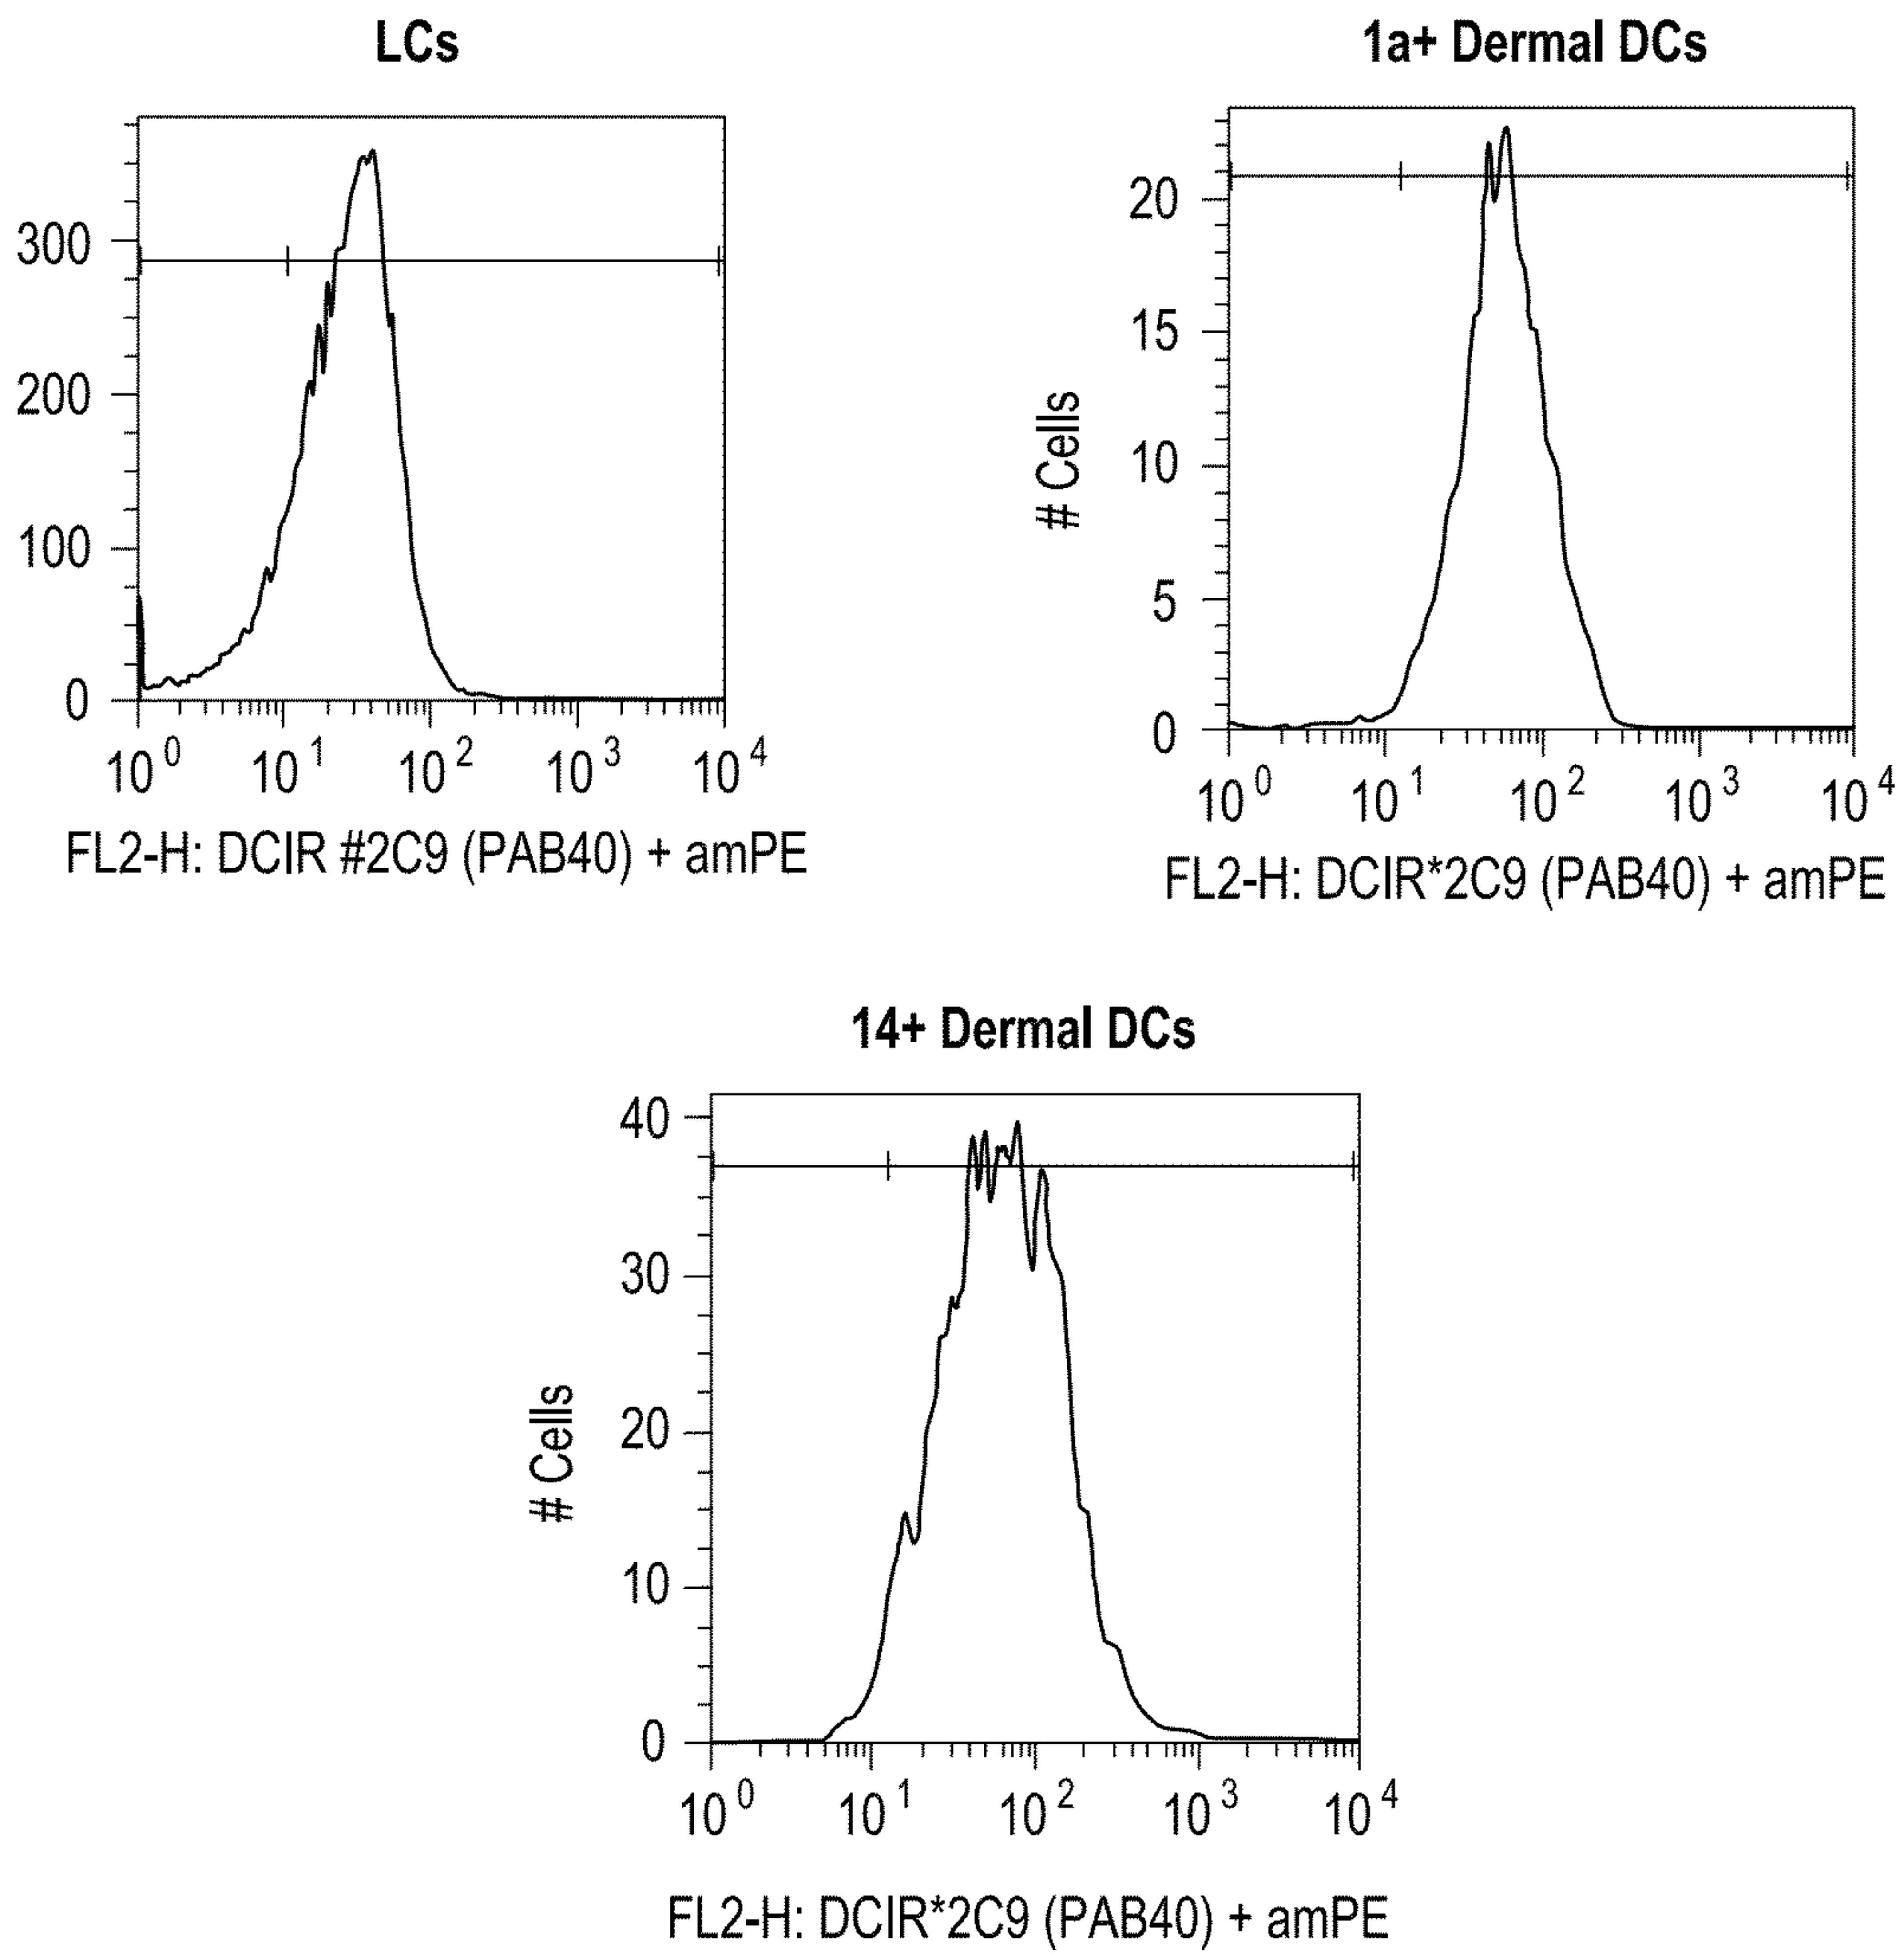 LCs
300
200
100
0
10^0 10^1 10^2 10^3 10^4
FL2-H: DCIR #2C9 (PAB40) + amPE
1a+ Dermal DCs
# Cells
20
15
10
5
0
10^0 10^1 10^2 10^3 10^4
FL2-H: DCIR*2C9 (PAB40) + amPE
14+ Dermal DCs
# Cells
40
30
20
10
0
10^0 10^1 10^2 10^3 10^4
FL2-H: DCIR*2C9 (PAB40) + amPE